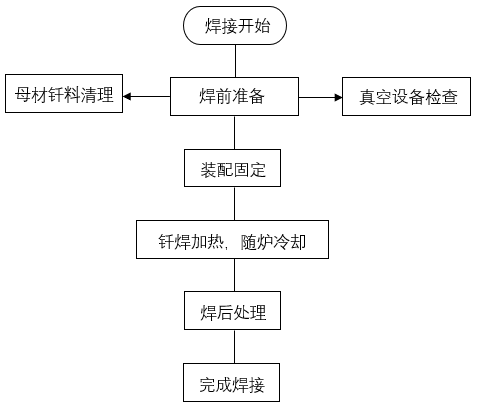 焊接开始
母材钎料清理
焊前准备
真空设备检查
装配固定
钎焊加热，随炉冷却
焊后处理
完成焊接